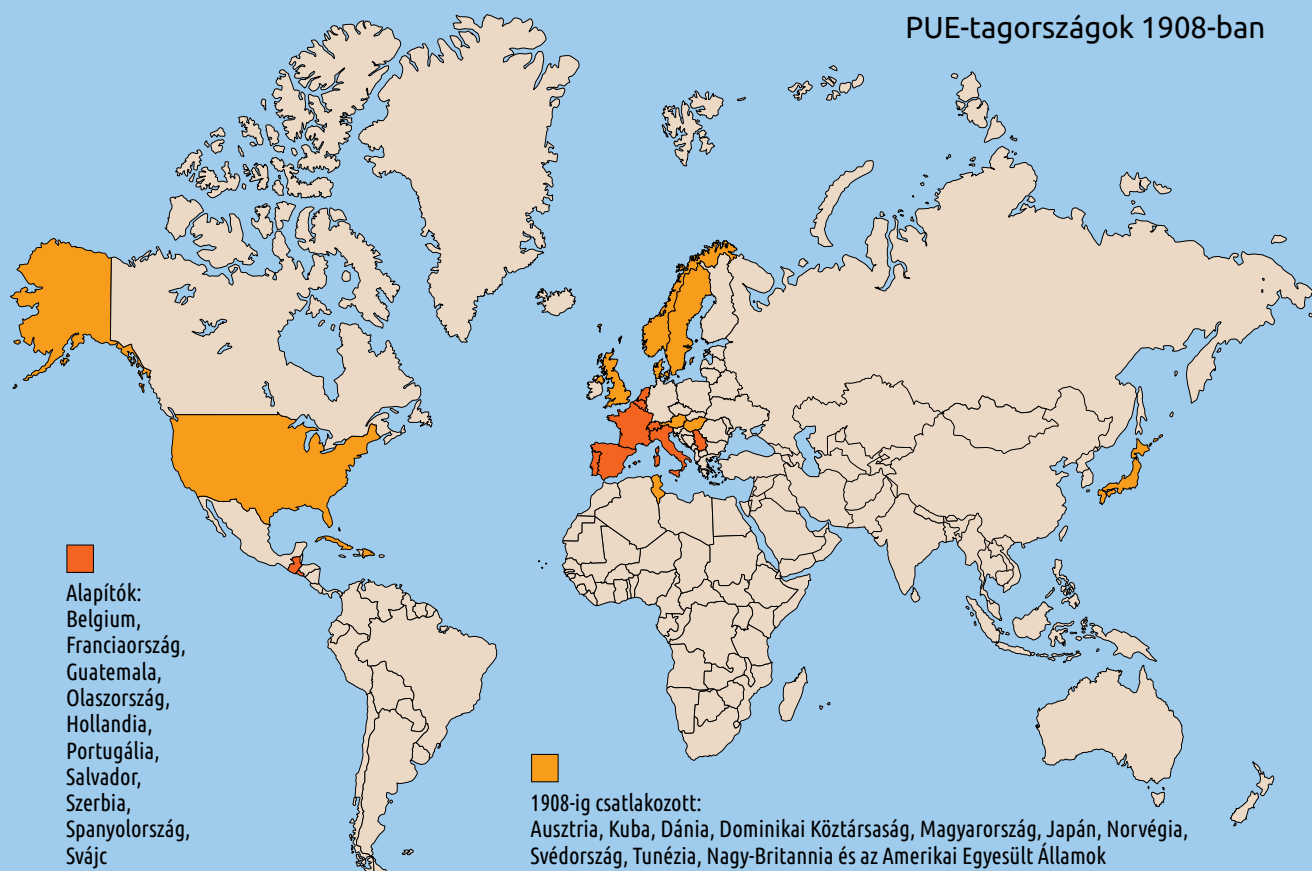 PUE-tagországok 1908-ban
Alapítók:
Belgium,
Franciaország,
Guatemala,
Olaszország,
Hollandia,
Portugália,
Salvador,
Szerbia,
Spanyolország,
Svájc
1908-ig csatlakozott:
Ausztria, Kuba, Dánia, Dominikai Köztársaság, Magyarország, Japán, Norvégia,
Svédország, Tunézia, Nagy-Britannia és az Amerikai Egyesült Államok